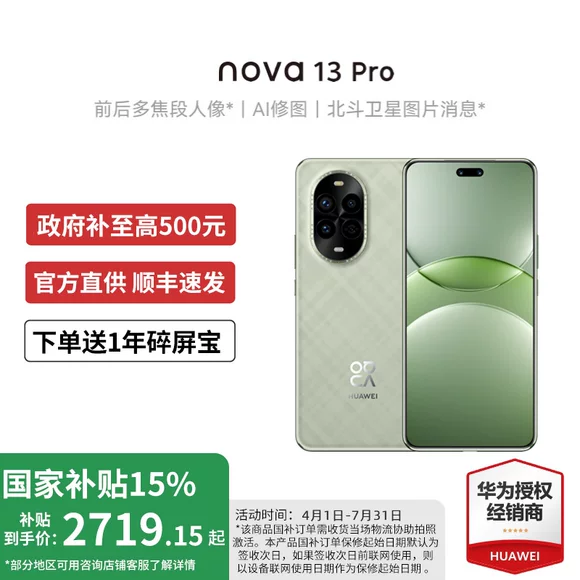 nova 13 Pro
前后多焦段人像*｜AI修图｜北斗卫星图片消息*
政府补至高500元
官方直供 顺丰速发
下单送1年碎屏宝
HUAWEI
国家补贴15%
补贴
到手价: 2719.15起
*部分地区可用咨询店铺客服了解详情
活动时间：4月1日-7月31日
*该商品国补订单需收货当场物流协助拍照
激活。本产品国补订单保修起始日期默认为
签收次日，如果签收次日前联网使用，则
以设备联网使用日期作为保修起始日期 。
华为授权
经销商
HUAWEI